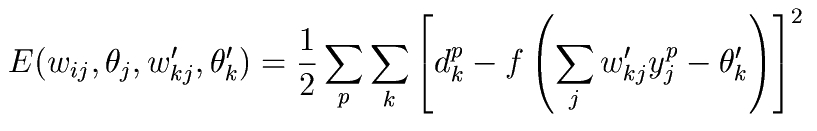 $E(w_{ij}, \theta_j, w'_{kj}, \theta'_k) = \frac{1}{2} \sum_p \sum_k \left[ d_k^p - f \left( \sum_j w'_{kj} y_j^p - \theta'_k \right) \right]^2$